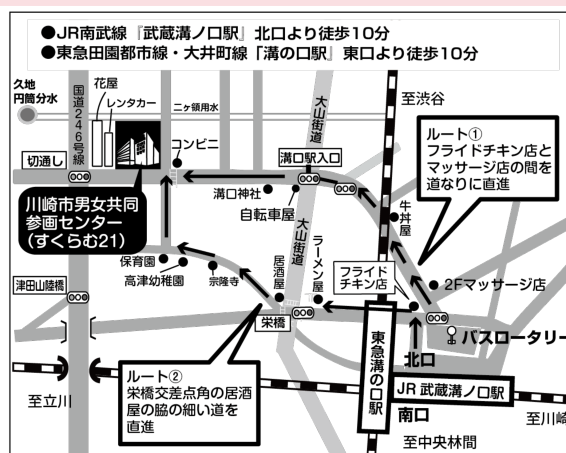 ●JR南武線『武蔵溝ノ口駅』北口より徒歩10分
●東急田園都市線・大井町線「溝の口駅」東口より徒歩10分
久地
円筒分水
国道246号線
花屋
レンタカー
二ヶ領用水
大山街道
至渋谷
コンビニ
切通し
溝口駅入口
ルート①
フライドチキン店と
マッサージ店の間を
道なりに直進
川崎市男女共同
参画センター
(すくらむ21)
溝口神社
自転車屋
牛丼屋
大山街道
ラーメン屋
居酒屋
保育園
高津幼稚園
宗隆寺
フライド
チキン店
2Fマッサージ店
津田山陸橋
栄橋
バスロータリー
北口
東急溝の口駅
JR 武蔵溝ノ口駅
南口
ルート②
栄橋交差点角の居酒
屋の脇の細い道を
直進
至立川
至川崎
至中央林間